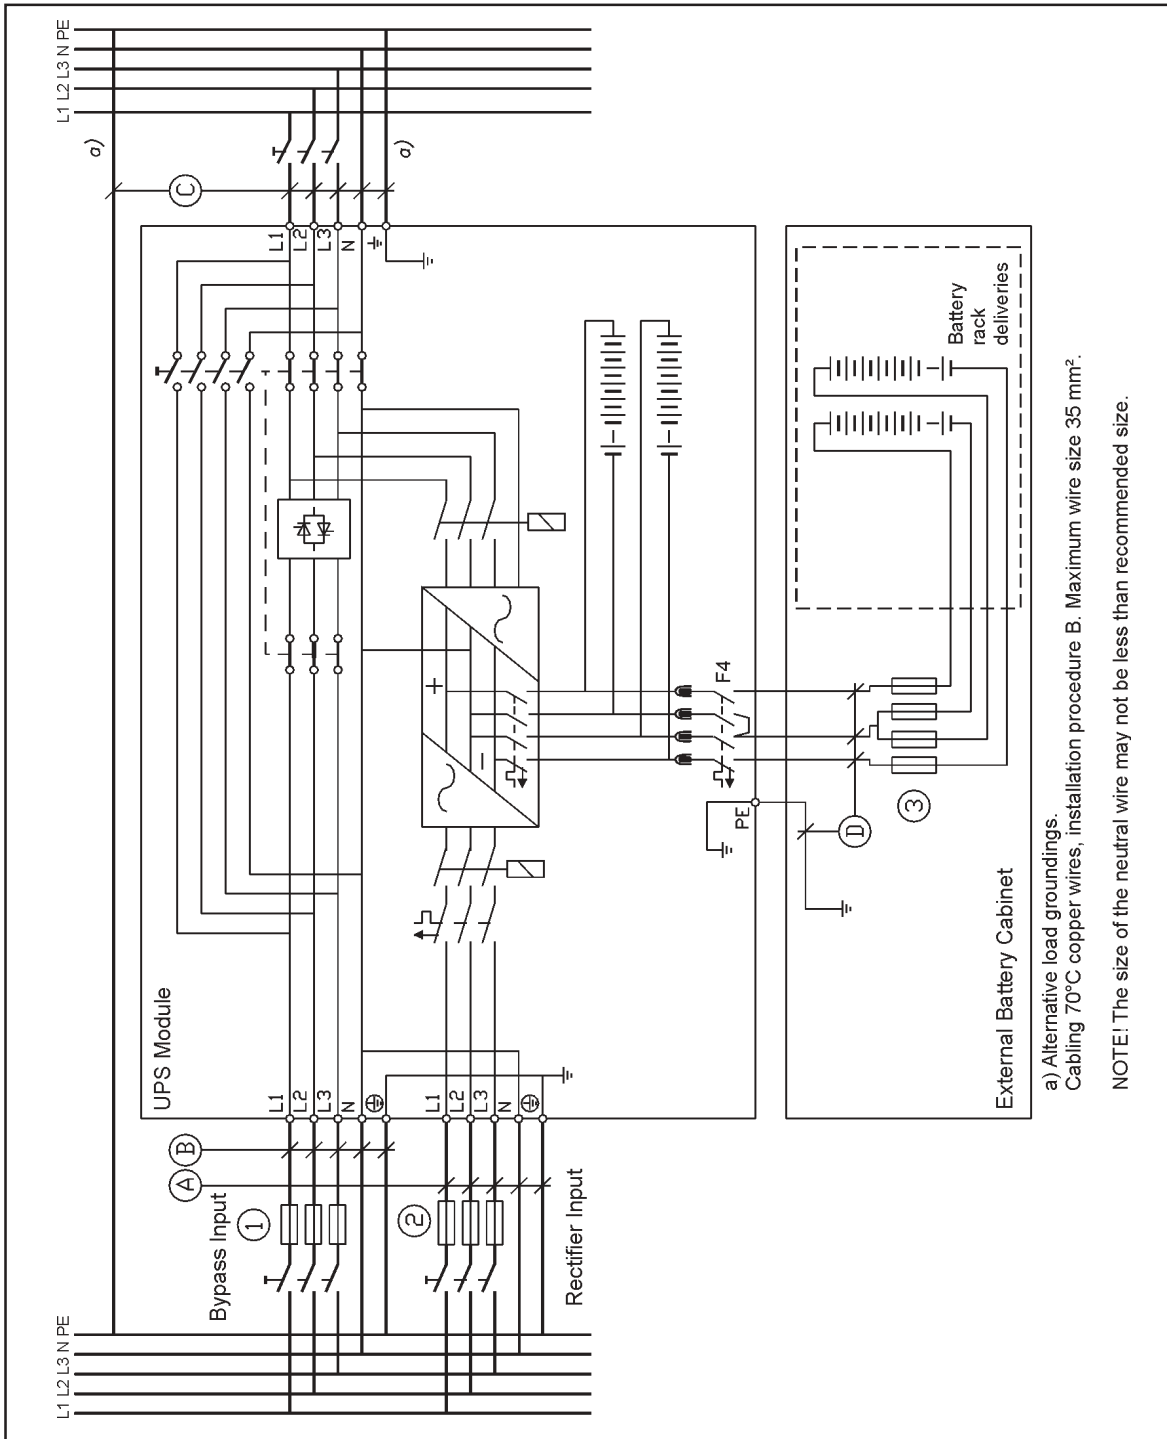 L1 L2 L3 N PE
L1 L2 L3 N PE
a)
a)
C
UPS Module
L1
L2
L3
N
L1
L2
L3
N
L1
L2
L3
N
B
A
Bypass Input
1
2
Rectifier Input
+
−
F4
PE
D
3
Battery
rack
deliveries
External Battery Cabinet
a) Alternative load groundings.
Cabling 70°C copper wires, installation procedure B. Maximum wire size 35 mm².
NOTE! The size of the neutral wire may not be less than recommended size.